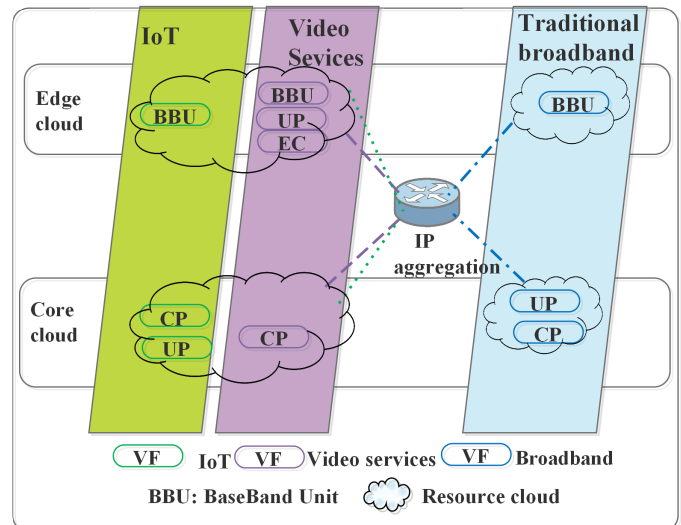 IoT
Video
Sevices
Traditional
broadband
Edge
cloud
BBU
BBU
UP
EC
BBU
IP
aggregation
Core
cloud
CP
UP
CP
UP
CP
VF IoT VF Video services VF Broadband
BBU: BaseBand Unit Resource cloud